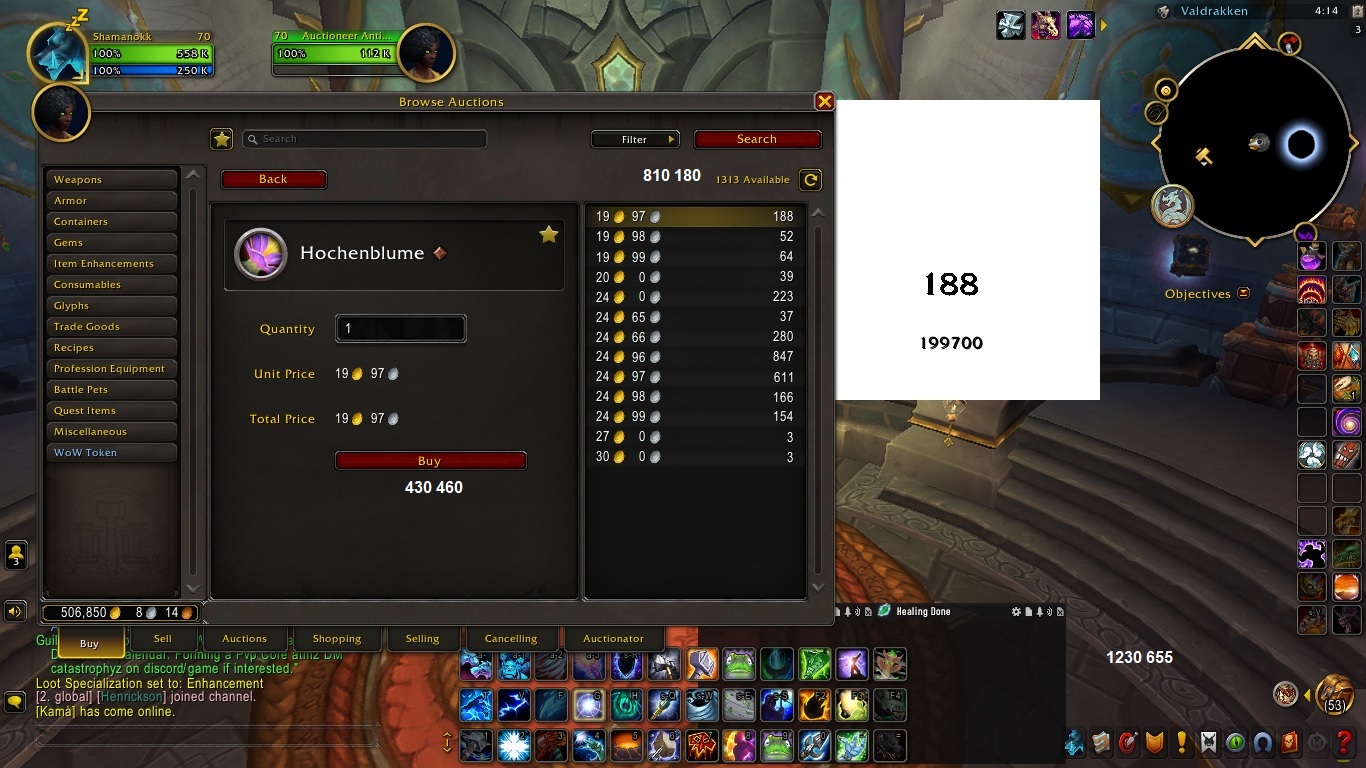 Shamanokk 70
100% 558 K
100% 250 K
70 Auctioneer Anti...
100% 112 K
Valdrakken 4:14
3
Browse Auctions
Search
Filter
Search
Back
810 180
1313 Available
Weapons
Armor
Containers
Gems
Item Enhancements
Consumables
Glyphs
Trade Goods
Recipes
Profession Equipment
Battle Pets
Quest Items
Miscellaneous
WoW Token
Hochenblume
Quantity 1
Unit Price 19 97
Total Price 19 97
Buy
430 460
19 97 188
19 98 52
19 99 64
20 0 39
24 0 223
24 65 37
24 66 280
24 96 847
24 97 611
24 98 166
24 99 154
27 0 3
30 0 3
188
199700
Objectives
3
506,850 8 14
Buy
Sell
Auctions
Shopping
Selling
Cancelling
Auctionator
Healing Done
catastrophyz on discord/game if interested."
Loot Specialization set to: Enhancement
[2. global] [Henrickson] joined channel.
[Kamà] has come online.
1230 655
(53)